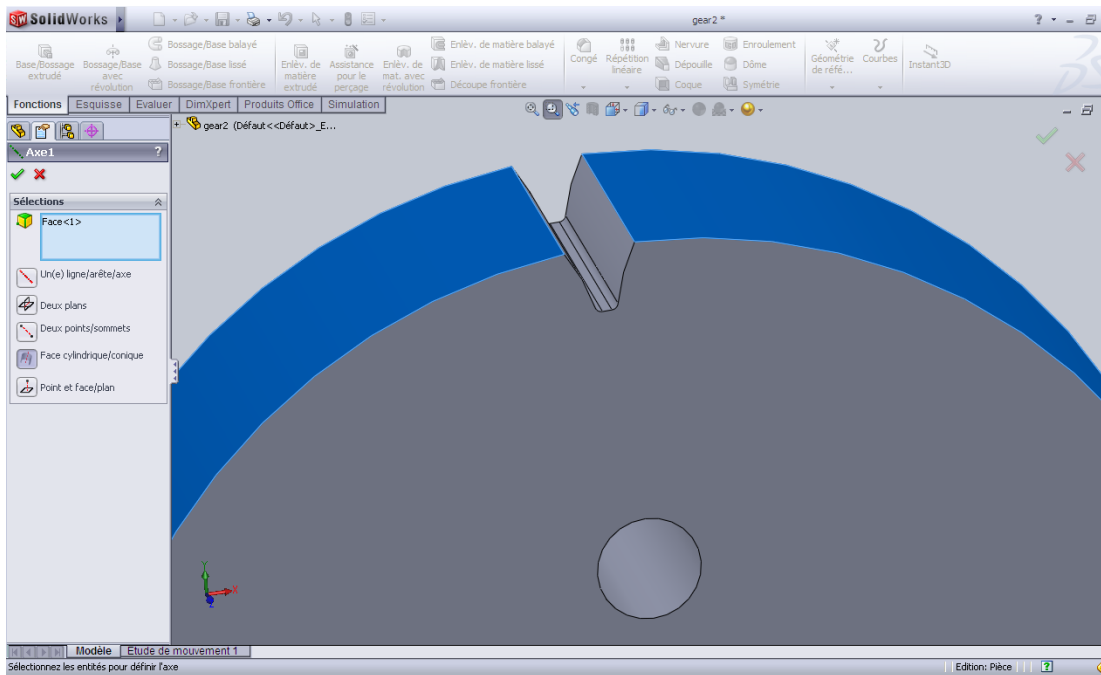 SolidWorks
gear2 *
Base/Bossage extrudé
Bossage/Base avec révolution
Bossage/Base balayé
Bossage/Base lissé
Bossage/Base frontière
Enlèv. de matière extrudé
Assistance pour le perçage
Enlèv. de mat. avec révolution
Enlèv. de matière balayé
Enlèv. de matière lissé
Découpe frontière
Congé
Répétition linéaire
Nervure
Dépouille
Coque
Enroulement
Dôme
Symétrie
Géométrie de réfé...
Courbes
Instant3D
Fonctions Esquisse Evaluer DimXpert Produits Office Simulation
gear2 (Défaut<<Défaut>_E...
Axe1 ?
Sélections
Face<1>
Un(e) ligne/arête/axe
Deux plans
Deux points/sommets
Face cylindrique/conique
Point et face/plan
Y
X
Z
Modèle Etude de mouvement 1
Sélectionnez les entités pour définir l'axe
Edition: Pièce